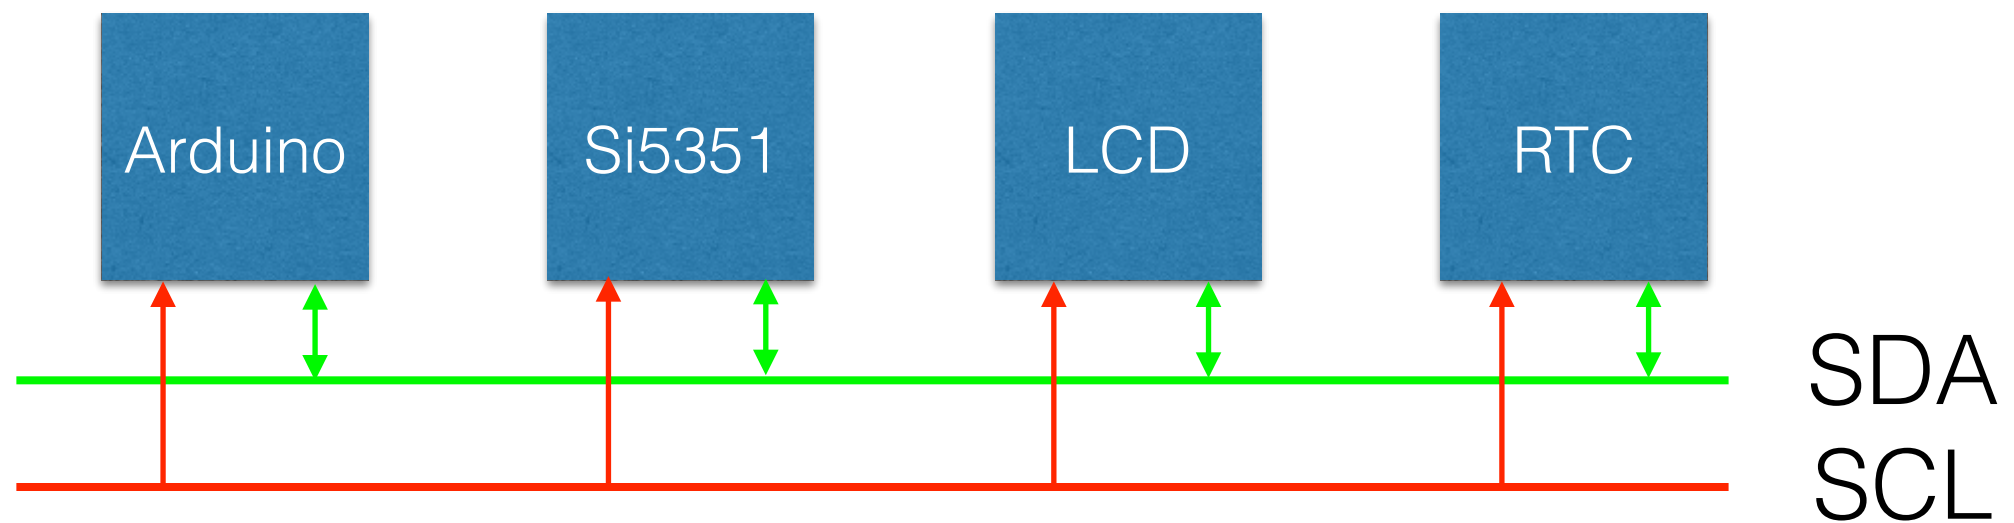 Arduino
Si5351
LCD
RTC
SDA
SCL